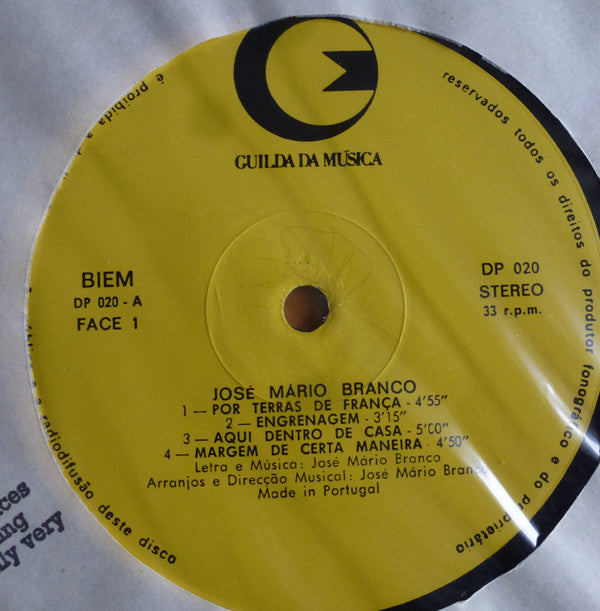 GUILDA DA MÚSICA
reservados todos os direitos do produtor fonográfico e do proprietário
é proibida a
radiodifusão deste disco
BIEM
DP 020 - A
FACE 1
DP 020
STEREO
33 r.p.m.
JOSÉ MÁRIO BRANCO
1 — POR TERRAS DE FRANÇA - 4'55"
2 — ENGRENAGEM - 3'15"
3 — AQUI DENTRO DE CASA - 5'00"
4 — MARGEM DE CERTA MANEIRA - 4'50"
Letra e Música: José Mário Branco
Arranjos e Direcção Musical: José Mário Branco
Made in Portugal
ly very